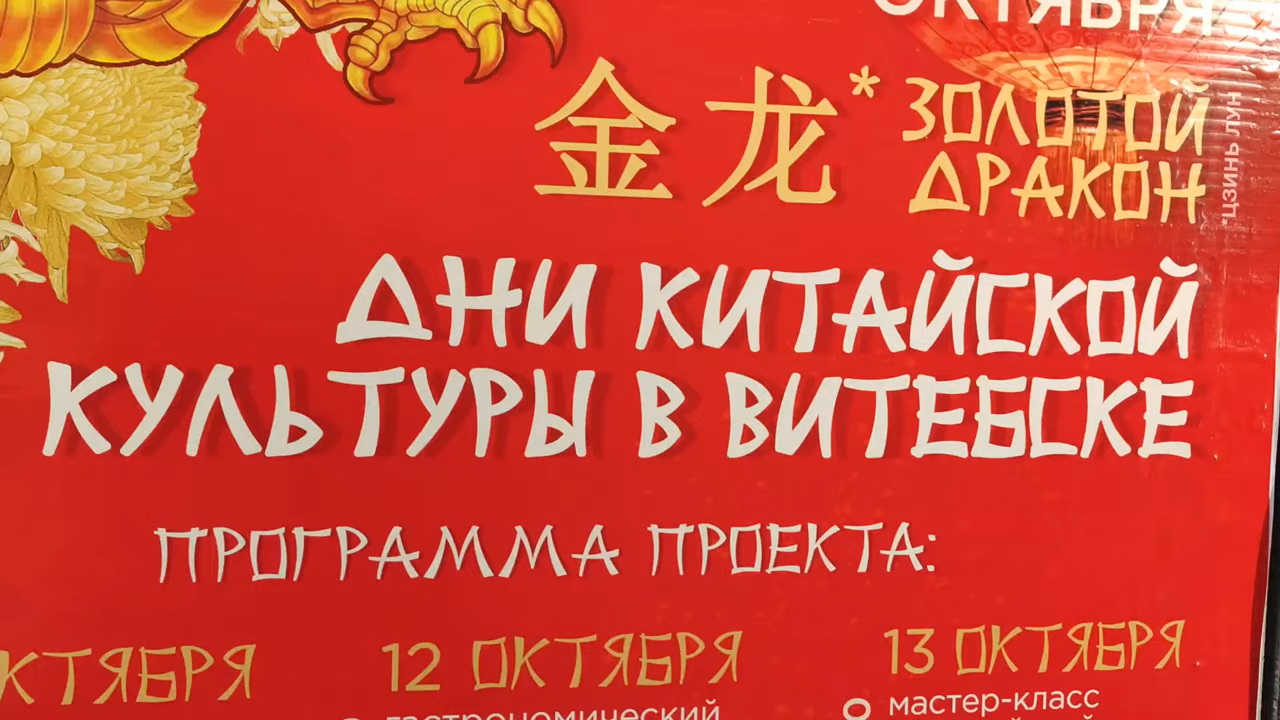 ОКТЯБРЯ
金龙* ЗОЛОТОЙ
ДРАКОН
*ЦЗИНЬ ЛУН
ДНИ КИТАЙСКОЙ
КУЛЬТУРЫ В ВИТЕБСКЕ
ПРОГРАММА ПРОЕКТА:
КТЯБРЯ 12 ОКТЯБРЯ 13 ОКТЯБРЯ
гастрономический мастер-класс